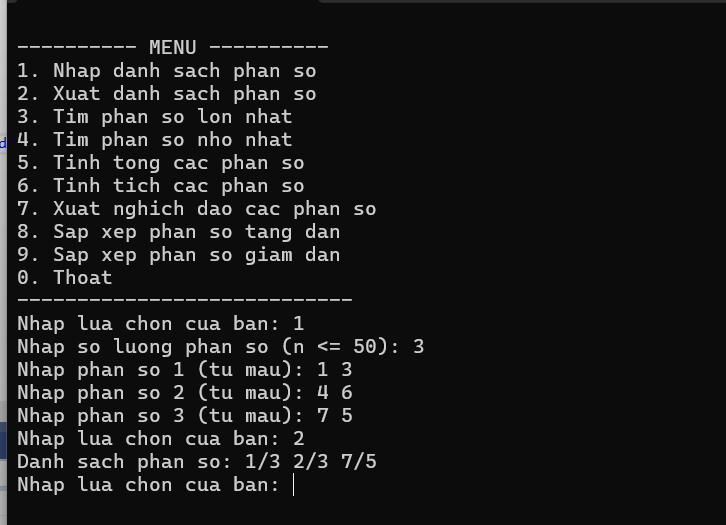 ---------- MENU ----------
1. Nhap danh sach phan so
2. Xuat danh sach phan so
3. Tim phan so lon nhat
4. Tim phan so nho nhat
5. Tinh tong cac phan so
6. Tinh tich cac phan so
7. Xuat nghich dao cac phan so
8. Sap xep phan so tang dan
9. Sap xep phan so giam dan
0. Thoat
----------------------------
Nhap lua chon cua ban: 1
Nhap so luong phan so (n <= 50): 3
Nhap phan so 1 (tu mau): 1 3
Nhap phan so 2 (tu mau): 4 6
Nhap phan so 3 (tu mau): 7 5
Nhap lua chon cua ban: 2
Danh sach phan so: 1/3 2/3 7/5
Nhap lua chon cua ban: